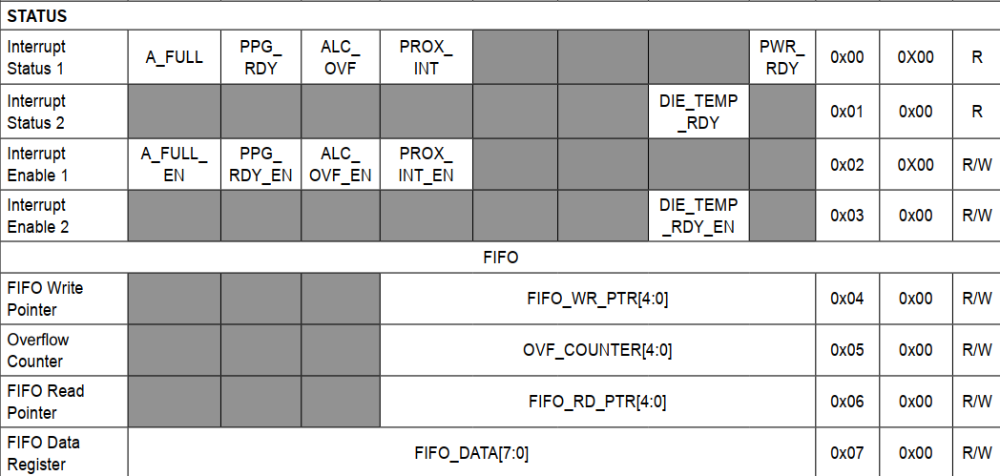 STATUS
Interrupt
Status 1
A_FULL
PPG_
RDY
ALC_
OVF
PROX_
INT
PWR_
RDY
0x00
0X00
R
Interrupt
Status 2
DIE_TEMP
_RDY
0x01
0x00
R
Interrupt
Enable 1
A_FULL_
EN
PPG_
RDY_EN
ALC_
OVF_EN
PROX_
INT_EN
0x02
0X00
R/W
Interrupt
Enable 2
DIE_TEMP
_RDY_EN
0x03
0x00
R/W
FIFO
FIFO Write
Pointer
FIFO_WR_PTR[4:0]
0x04
0x00
R/W
Overflow
Counter
OVF_COUNTER[4:0]
0x05
0x00
R/W
FIFO Read
Pointer
FIFO_RD_PTR[4:0]
0x06
0x00
R/W
FIFO Data
Register
FIFO_DATA[7:0]
0x07
0x00
R/W